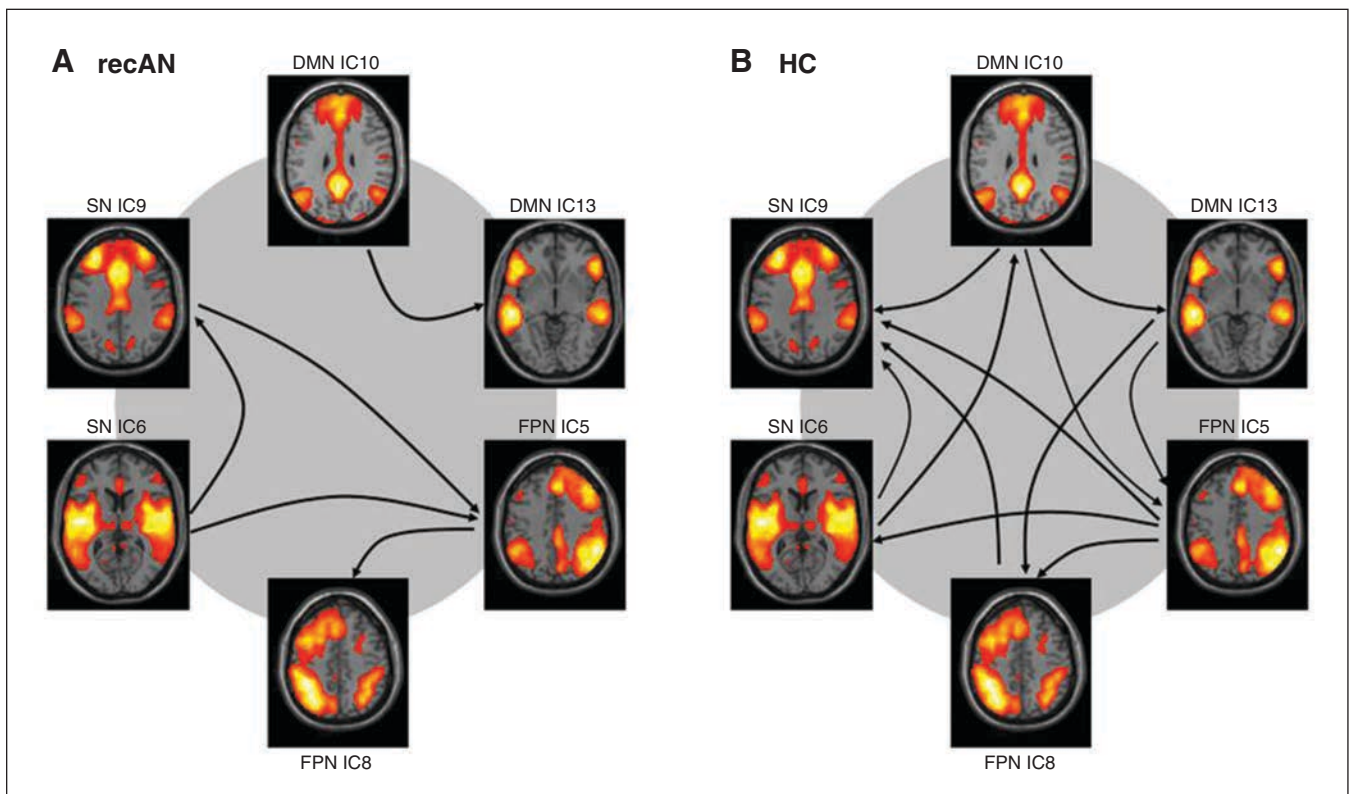 A recAN
DMN IC10
SN IC9
DMN IC13
SN IC6
FPN IC5
FPN IC8
B HC
DMN IC10
SN IC9
DMN IC13
SN IC6
FPN IC5
FPN IC8